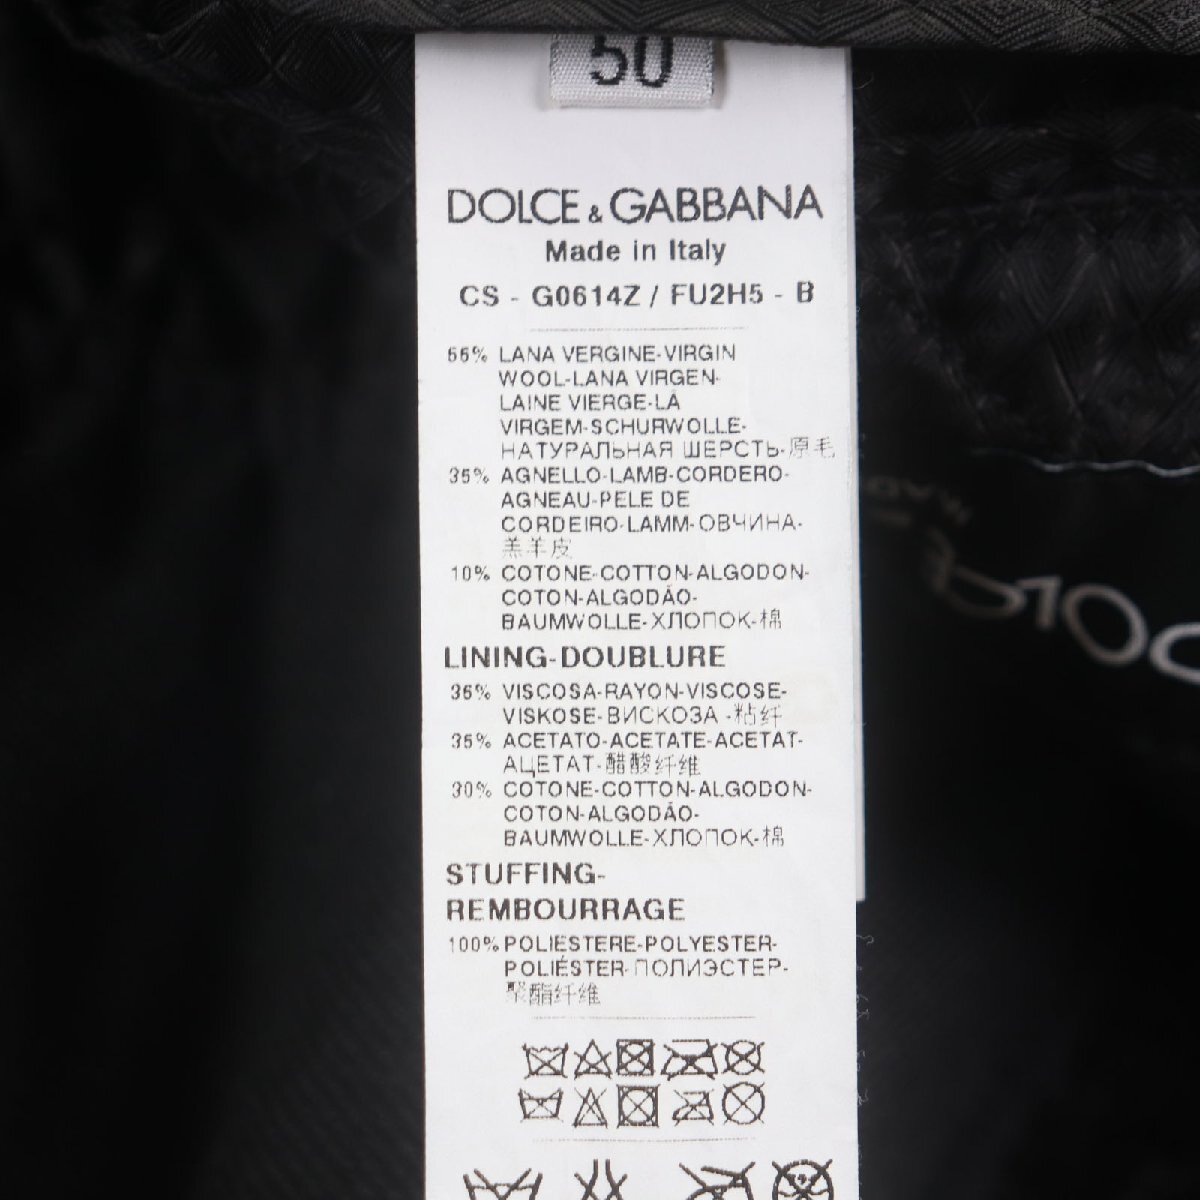 50
DOLCE & GABBANA
Made in Italy
CS - G0614Z / FU2H5 - B
55% LANA VERGINE-VIRGIN
WOOL-LANA VIRGEN-
LAINE VIERGE-LÃ
VIRGEM-SCHURWOLLE-
НАТУРАЛЬНАЯ ШЕРСТЬ-原毛
35% AGNELLO-LAMB-CORDERO-
AGNEAU-PELE DE
CORDEIRO-LAMM-ОВЧИНА-
羔羊皮
10% COTONE-COTTON-ALGODON-
COTON-ALGODÃO-
BAUMWOLLE-ХЛОПОК-棉
LINING-DOUBLURE
35% VISCOSA-RAYON-VISCOSE-
VISKOSE-ВИСКОЗА -粘纤
35% ACETATO-ACETATE-ACETAT-
АЦЕТАТ-醋酸纤维
30% COTONE-COTTON-ALGODON-
COTON-ALGODÃO-
BAUMWOLLE-ХЛОПОК-棉
STUFFING-
REMBOURRAGE
100% POLIESTERE-POLYESTER-
POLIÉSTER-ПОЛИЭСТЕР-
聚酯纤维